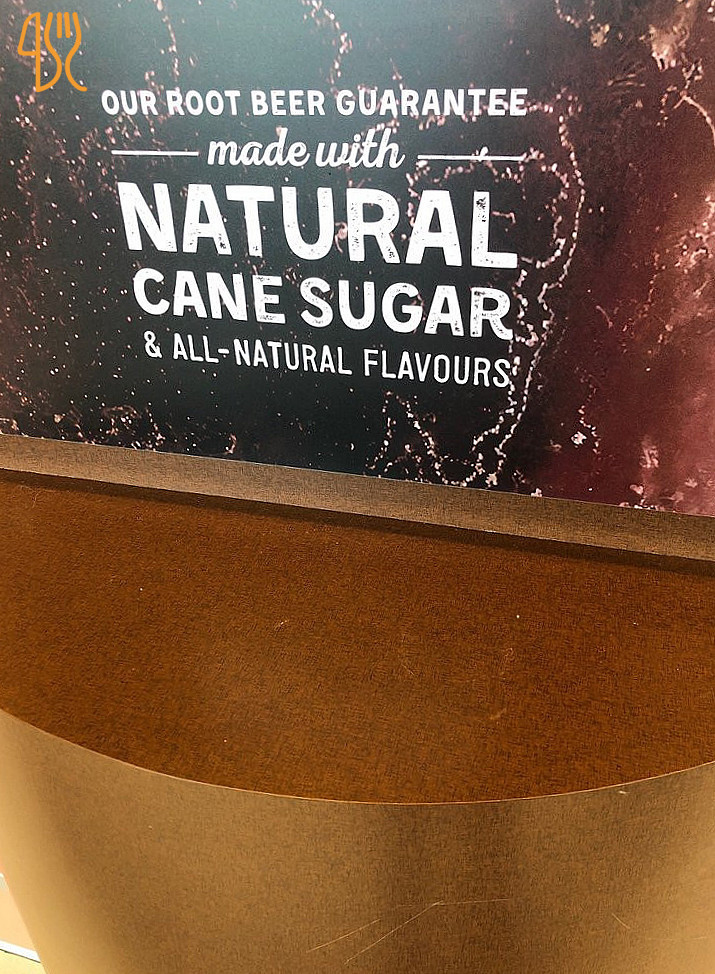 OUR ROOT BEER GUARANTEE
made with
NATURAL
CANE SUGAR
& ALL-NATURAL FLAVOURS